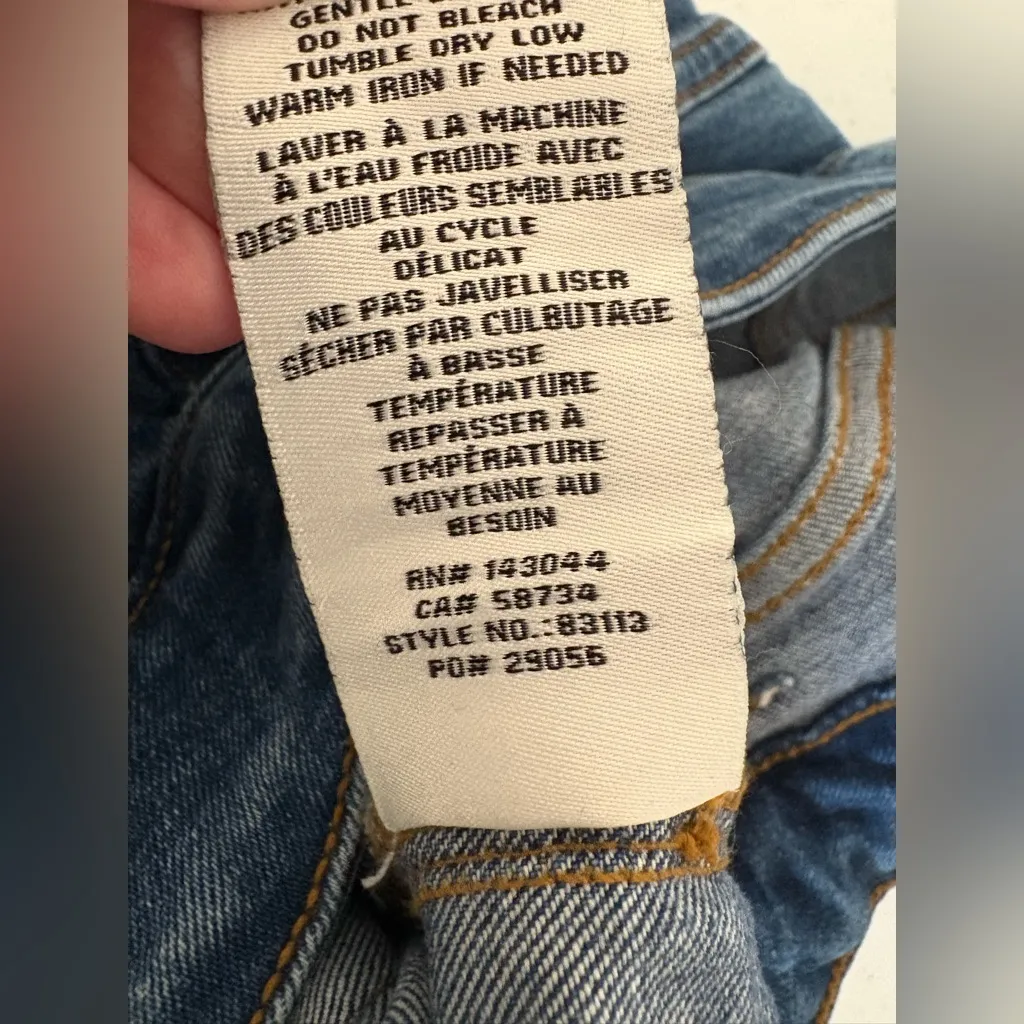 GENTLE
DO NOT BLEACH
TUMBLE DRY LOW
WARM IRON IF NEEDED
LAVER À LA MACHINE
À L'EAU FROIDE AVEC
DES COULEURS SEMBLABLES
AU CYCLE
DÉLICAT
NE PAS JAVELLISER
SÉCHER PAR CULBUTAGE
À BASSE
TEMPÉRATURE
REPASSER À
TEMPÉRATURE
MOYENNE AU
BESOIN
RN# 143044
CA# 58734
STYLE NO.:83113
PO# 29056